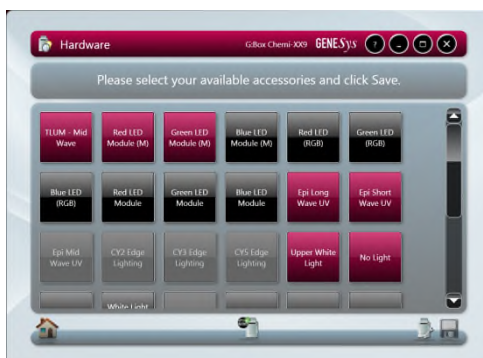 Hardware
G:Box Chemi-XX9 GENESys ?
Please select your available accessories and click Save.
TLUM - Mid Wave
Red LED Module (M)
Green LED Module (M)
Blue LED Module (M)
Red LED (RGB)
Green LED (RGB)
Blue LED (RGB)
Red LED Module
Green LED Module
Blue LED Module
Epi Long Wave UV
Epi Short Wave UV
Epi Mid Wave UV
CY2 Edge Lighting
CY3 Edge Lighting
CY5 Edge Lighting
Upper White Light
No Light
White Light